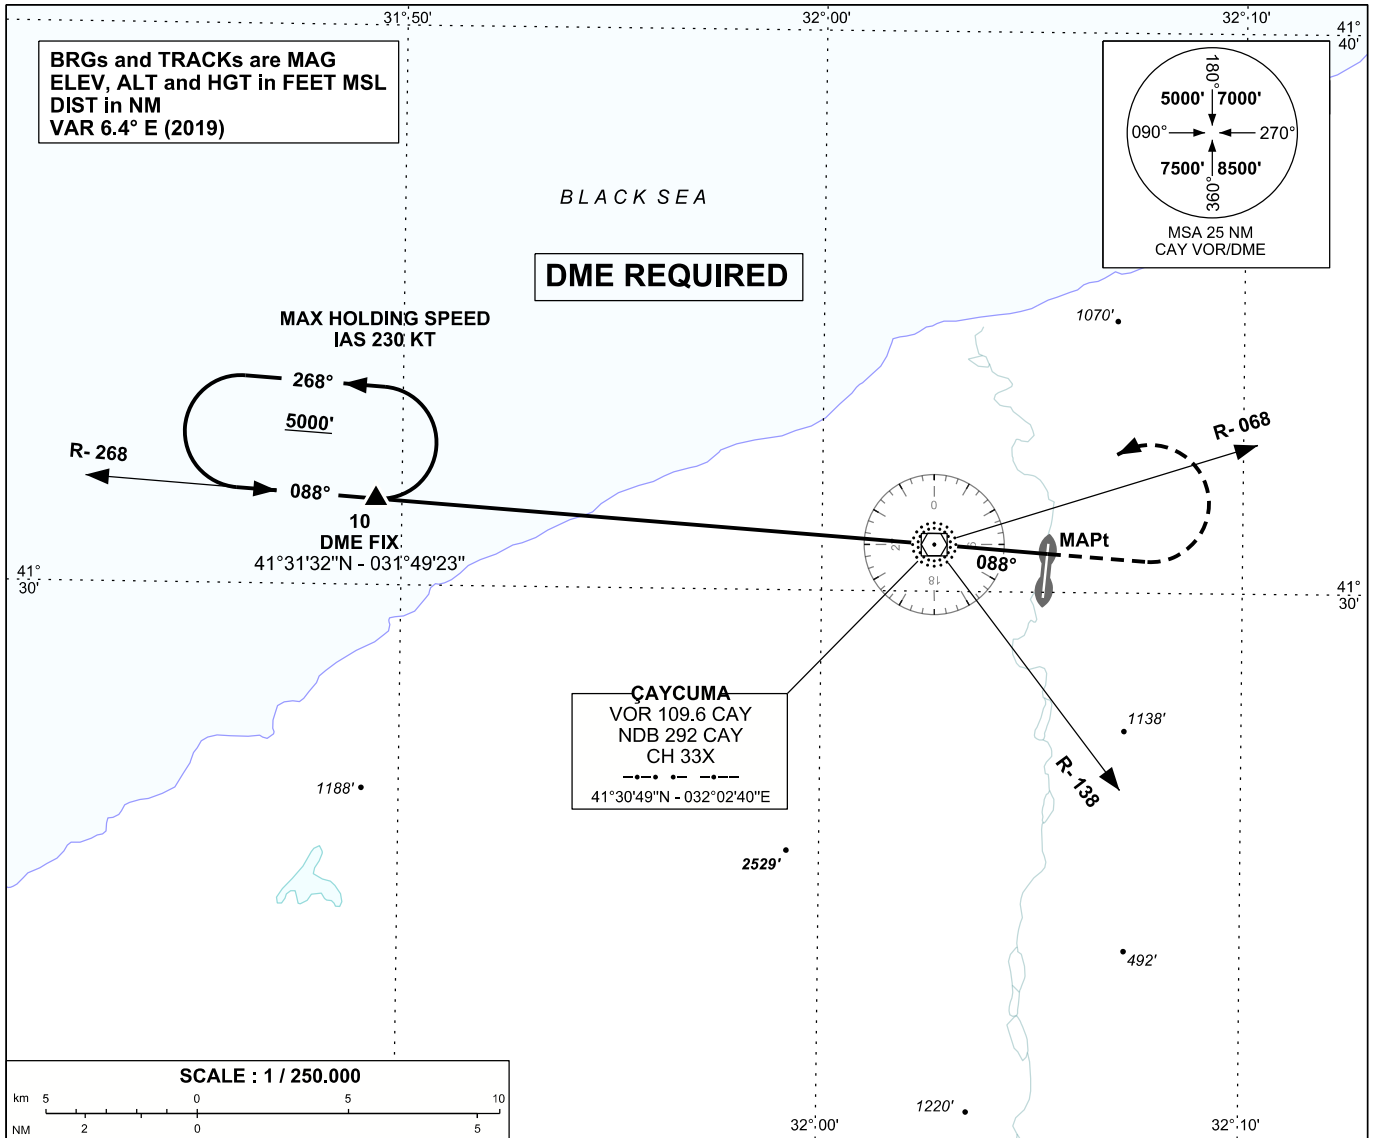 31°50'
32°00'
32°10'
41°
40'
BRGs and TRACKs are MAG
ELEV, ALT and HGT in FEET MSL
DIST in NM
VAR 6.4° E (2019)
180°
5000' 7000'
090° 270°
7500' 8500'
360°
MSA 25 NM
CAY VOR/DME
BLACK SEA
DME REQUIRED
MAX HOLDING SPEED
IAS 230 KT
1070'
268°
5000'
R- 268
R- 068
088°
10
DME FIX
41°31'32"N - 031°49'23"
0
9
18
27
MAPt
088°
41°
30'
41°
30'
ÇAYCUMA
VOR 109.6 CAY
NDB 292 CAY
CH 33X
41°30'49"N - 032°02'40"E
1138'
R- 138
1188'
2529'
492'
1220'
SCALE : 1 / 250.000
km 5 0 5 10
NM 2 0 5
32°00'
32°10'